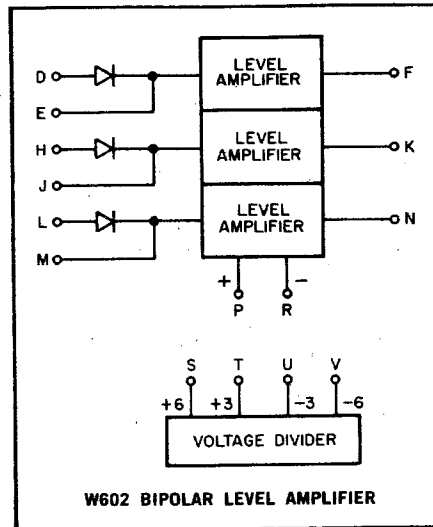 LEVEL
AMPLIFIER
D
E
F
LEVEL
AMPLIFIER
H
J
K
LEVEL
AMPLIFIER
L
M
N
+ −
P R
S T U V
+6 +3 −3 −6
VOLTAGE DIVIDER
W602 BIPOLAR LEVEL AMPLIFIER